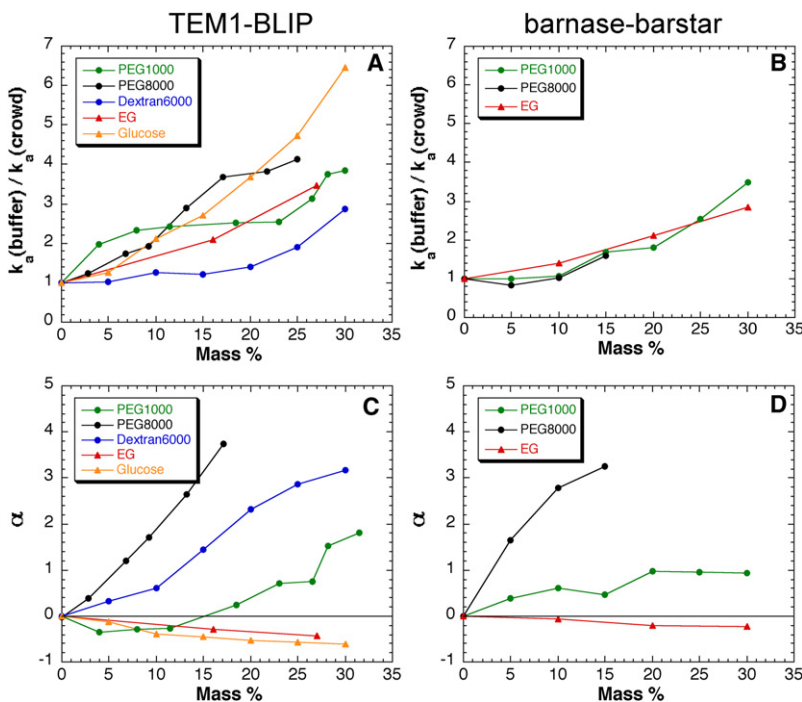 TEM1-BLIP
barnase-barstar
A
PEG1000
PEG8000
Dextran6000
EG
Glucose
k_a(buffer) / k_a(crowd)
7
6
5
4
3
2
1
0
0 5 10 15 20 25 30 35
Mass %
B
PEG1000
PEG8000
EG
k_a(buffer) / k_a(crowd)
7
6
5
4
3
2
1
0
0 5 10 15 20 25 30 35
Mass %
C
PEG1000
PEG8000
Dextran6000
EG
Glucose
α
5
4
3
2
1
0
-1
0 5 10 15 20 25 30 35
Mass %
D
PEG1000
PEG8000
EG
α
5
4
3
2
1
0
-1
0 5 10 15 20 25 30 35
Mass %